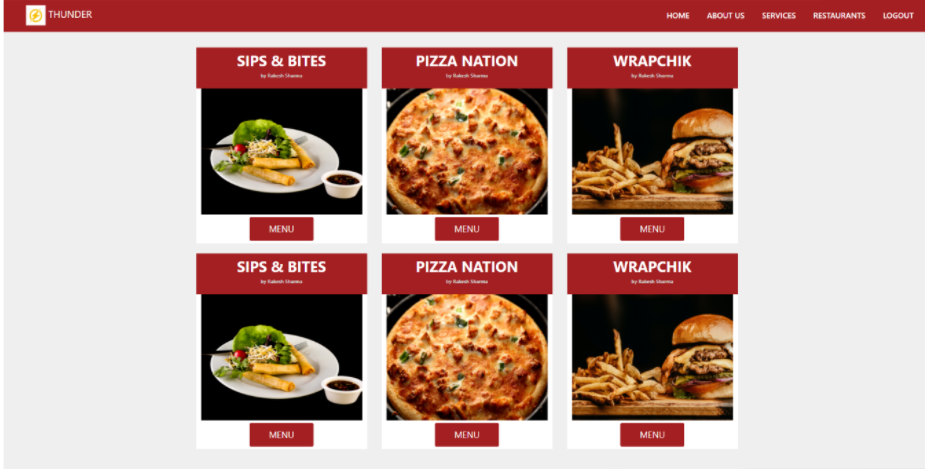 THUNDER
HOME ABOUT US SERVICES RESTAURANTS LOGOUT
SIPS & BITES PIZZA NATION WRAPCHIK
by Rakesh Sharma by Rakesh Sharma by Rakesh Sharma
MENU MENU MENU
SIPS & BITES PIZZA NATION WRAPCHIK
by Rakesh Sharma by Rakesh Sharma by Rakesh Sharma
MENU MENU MENU